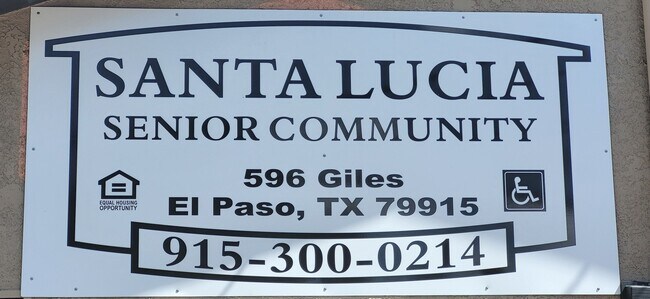 SANTA LUCIA
SENIOR COMMUNITY
596 Giles
El Paso, TX 79915
EQUAL HOUSING
OPPORTUNITY
915-300-0214